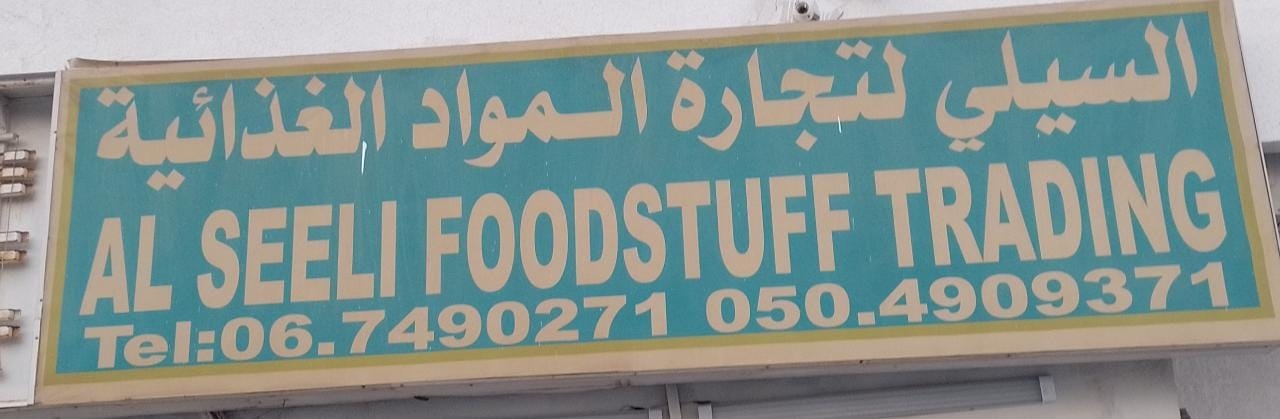 السيلي لتجارة المواد الغذائية
AL SEELI FOODSTUFF TRADING
Tel:06.7490271 050.4909371